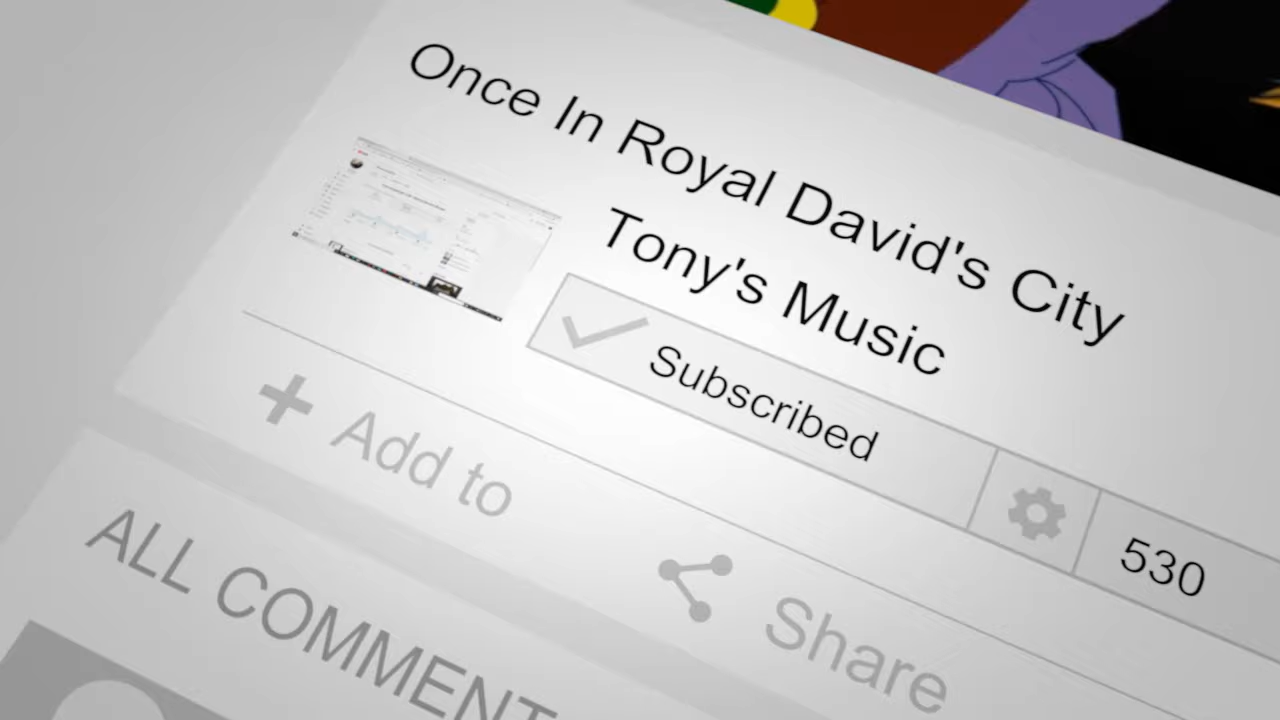 Once In Royal David's City
Tony's Music
Subscribed
530
Add to
Share
ALL COMMENT